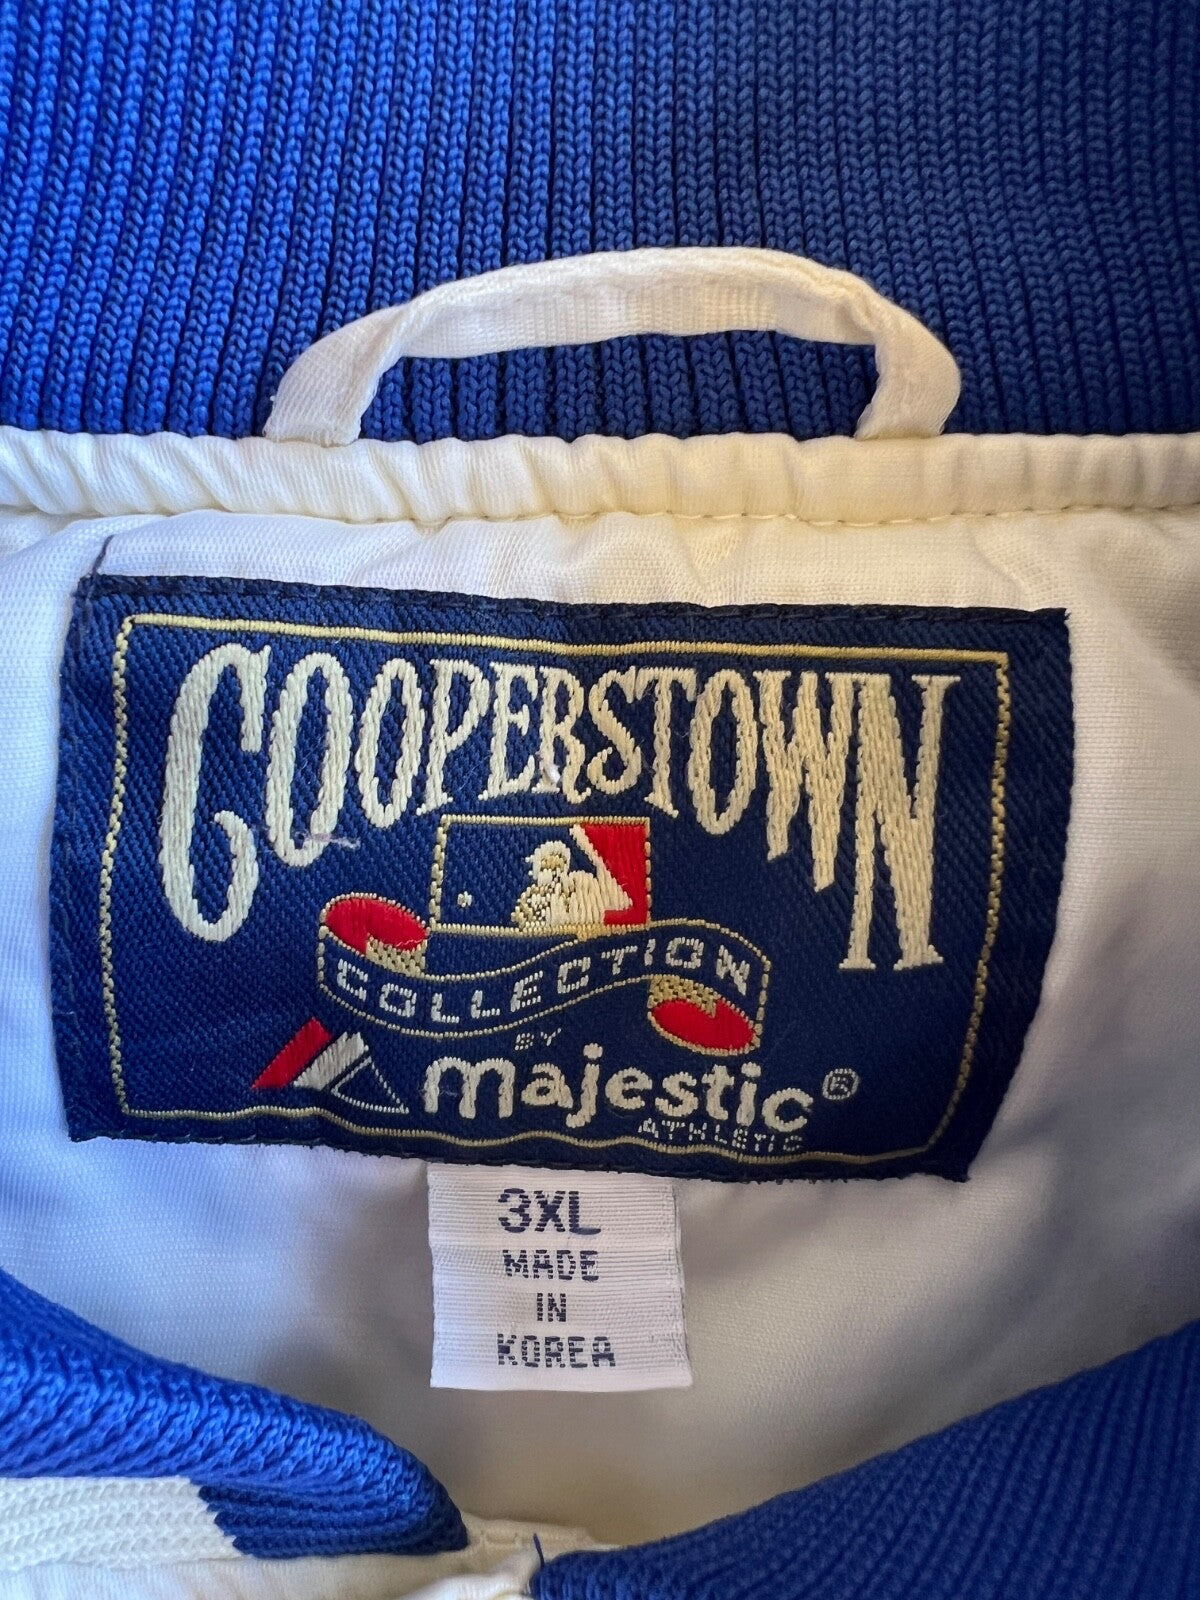 COOPERSTOWN
COLLECTION
BY
majestic®
ATHLETIC
3XL
MADE
IN
KOREA